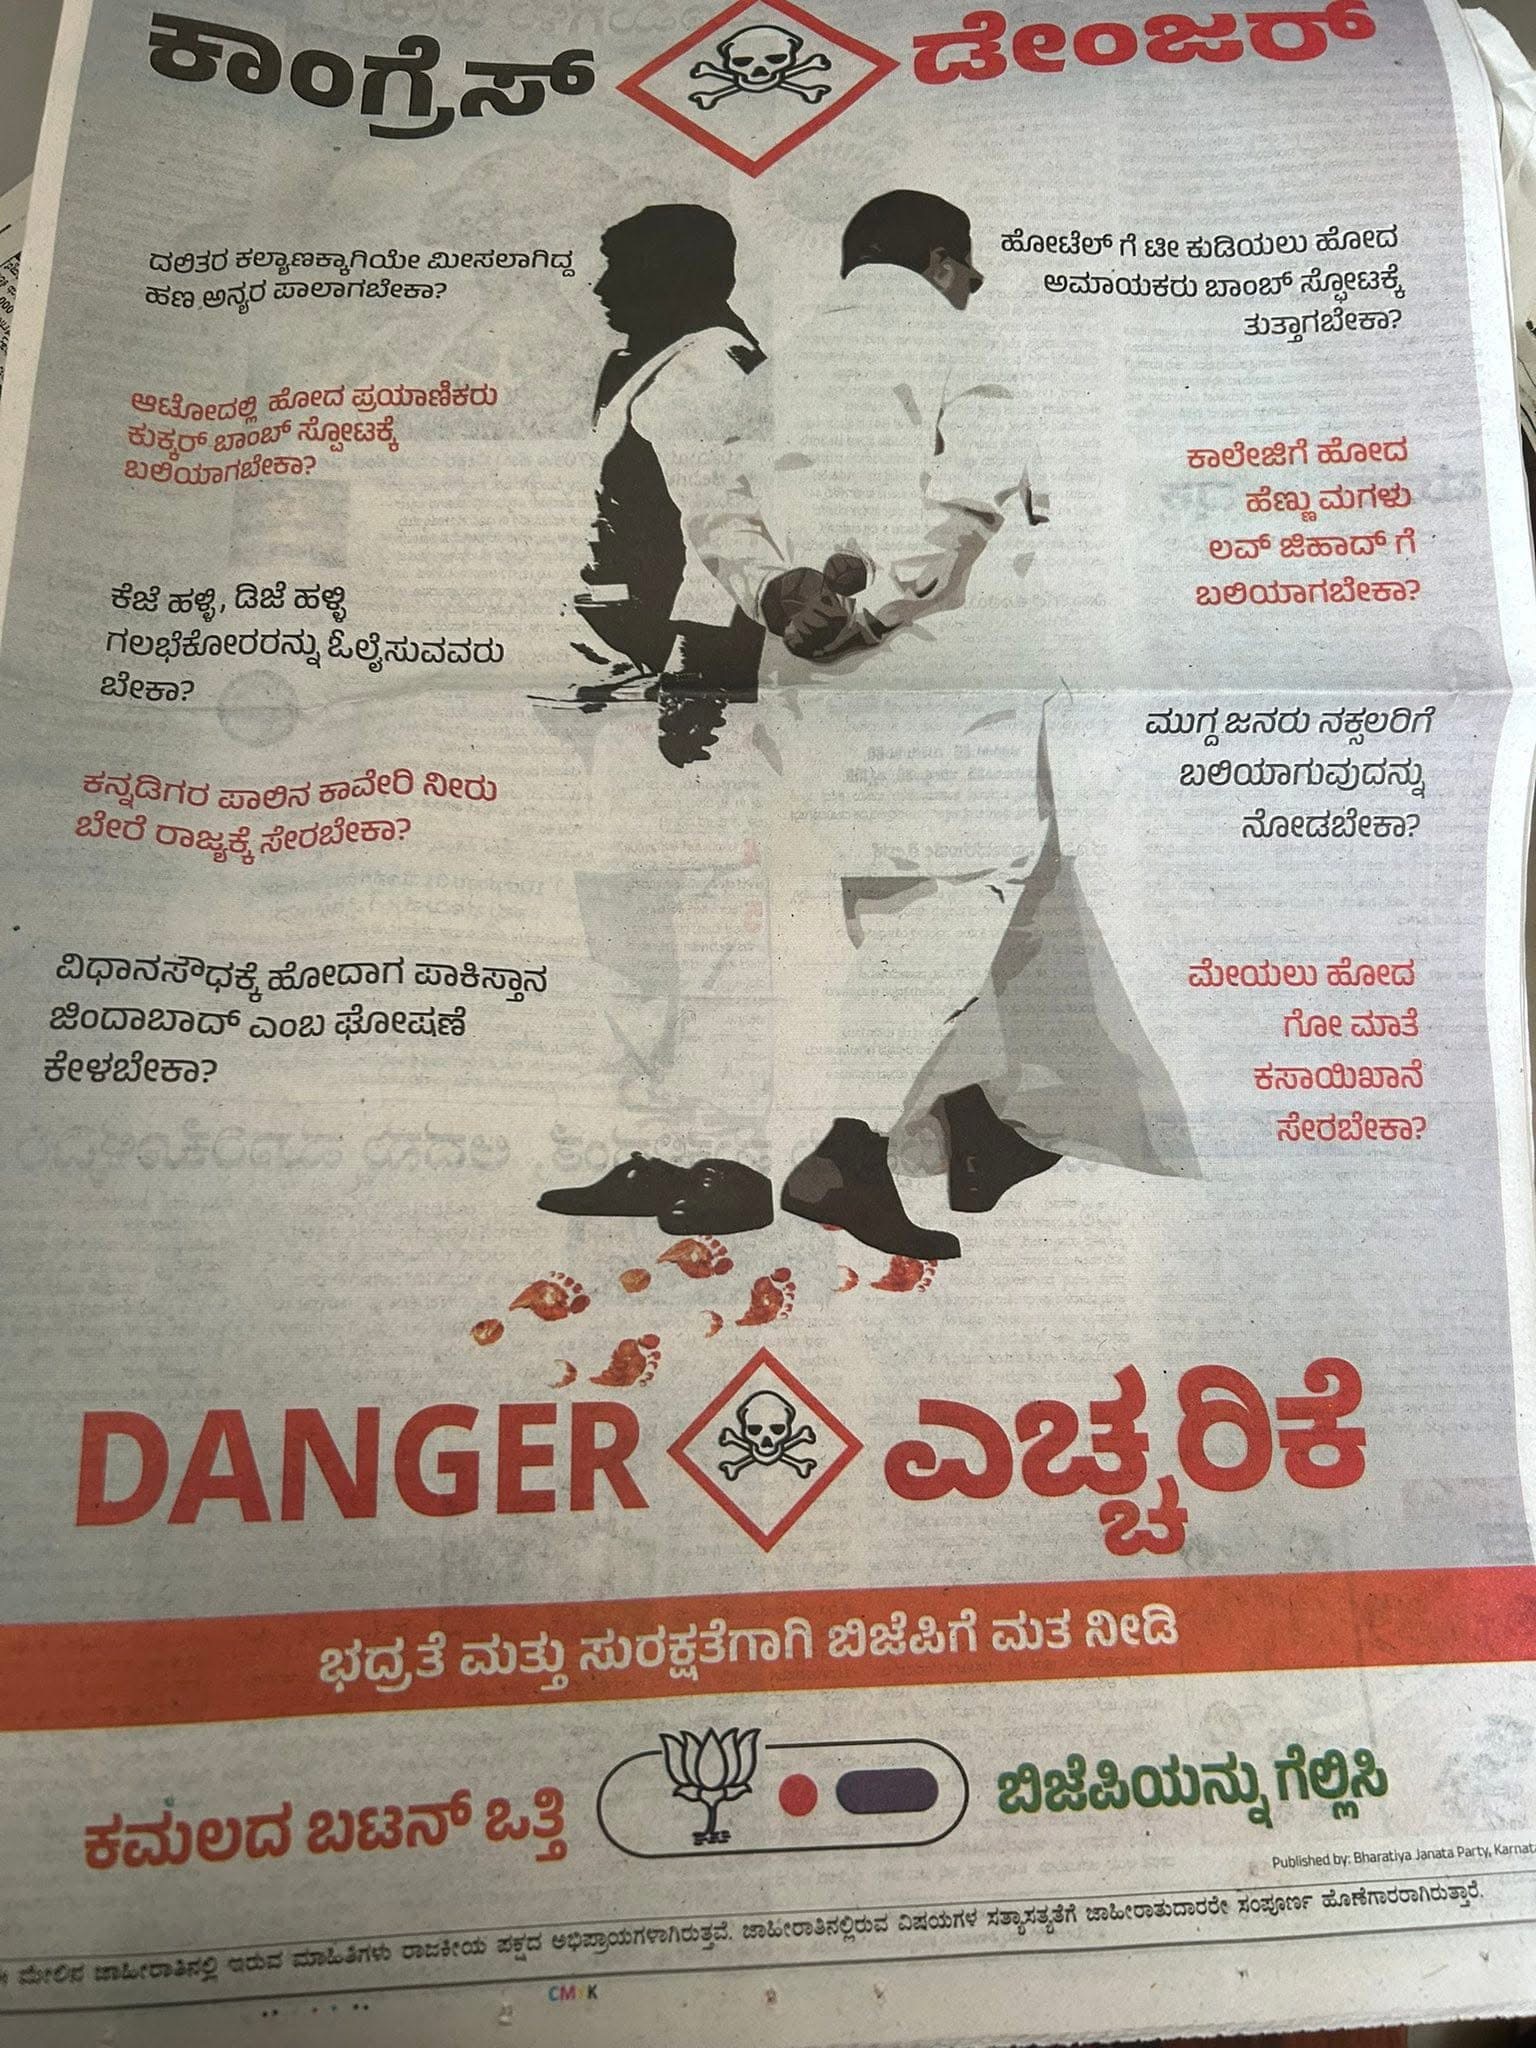 ಕಾಂಗ್ರೆಸ್ ಡೇಂಜರ್
ದಲಿತರ ಕಲ್ಯಾಣಕ್ಕಾಗಿಯೇ ಮೀಸಲಾಗಿದ್ದ
ಹಣ ಅನ್ಯರ ಪಾಲಾಗಬೇಕಾ?
ಆಟೋದಲ್ಲಿ ಹೋದ ಪ್ರಯಾಣಿಕರು
ಕುಕ್ಕರ್ ಬಾಂಬ್ ಸ್ಪೋಟಕ್ಕೆ
ಬಲಿಯಾಗಬೇಕಾ?
ಕೆಜೆ ಹಳ್ಳಿ, ಡಿಜೆ ಹಳ್ಳಿ
ಗಲಭೆಕೋರರನ್ನು ಓಲೈಸುವವರು
ಬೇಕಾ?
ಕನ್ನಡಿಗರ ಪಾಲಿನ ಕಾವೇರಿ ನೀರು
ಬೇರೆ ರಾಜ್ಯಕ್ಕೆ ಸೇರಬೇಕಾ?
ವಿಧಾನಸೌಧಕ್ಕೆ ಹೋದಾಗ ಪಾಕಿಸ್ತಾನ
ಜಿಂದಾಬಾದ್ ಎಂಬ ಘೋಷಣೆ
ಕೇಳಬೇಕಾ?
ಹೋಟೆಲ್ ಗೆ ಟೀ ಕುಡಿಯಲು ಹೋದ
ಅಮಾಯಕರು ಬಾಂಬ್ ಸ್ಫೋಟಕ್ಕೆ
ತುತ್ತಾಗಬೇಕಾ?
ಕಾಲೇಜಿಗೆ ಹೋದ
ಹೆಣ್ಣು ಮಗಳು
ಲವ್ ಜಿಹಾದ್ ಗೆ
ಬಲಿಯಾಗಬೇಕಾ?
ಮುಗ್ದ ಜನರು ನಕ್ಸಲರಿಗೆ
ಬಲಿಯಾಗುವುದನ್ನು
ನೋಡಬೇಕಾ?
ಮೇಯಲು ಹೋದ
ಗೋ ಮಾತೆ
ಕಸಾಯಿಖಾನೆ
ಸೇರಬೇಕಾ?
DANGER ಎಚ್ಚರಿಕೆ
ಭದ್ರತೆ ಮತ್ತು ಸುರಕ್ಷತೆಗಾಗಿ ಬಿಜೆಪಿಗೆ ಮತ ನೀಡಿ
ಕಮಲದ ಬಟನ್ ಒತ್ತಿ ಬಿಜೆಪಿಯನ್ನು ಗೆಲ್ಲಿಸಿ
Published by: Bharatiya Janata Party,
ಮೇಲಿನ ಜಾಹೀರಾತಿನಲ್ಲಿ ಇರುವ ಮಾಹಿತಿಗಳು ರಾಜಕೀಯ ಪಕ್ಷದ ಅಭಿಪ್ರಾಯಗಳಾಗಿರುತ್ತವೆ. ಜಾಹೀರಾತಿನಲ್ಲಿರುವ ವಿಷಯಗಳ ಸತ್ಯಾಸತ್ಯತೆಗೆ ಜಾಹೀರಾತುದಾರರೇ ಸಂಪೂರ್ಣ ಹೊಣೆಗಾರರಾಗಿರುತ್ತಾರೆ.
CMYK